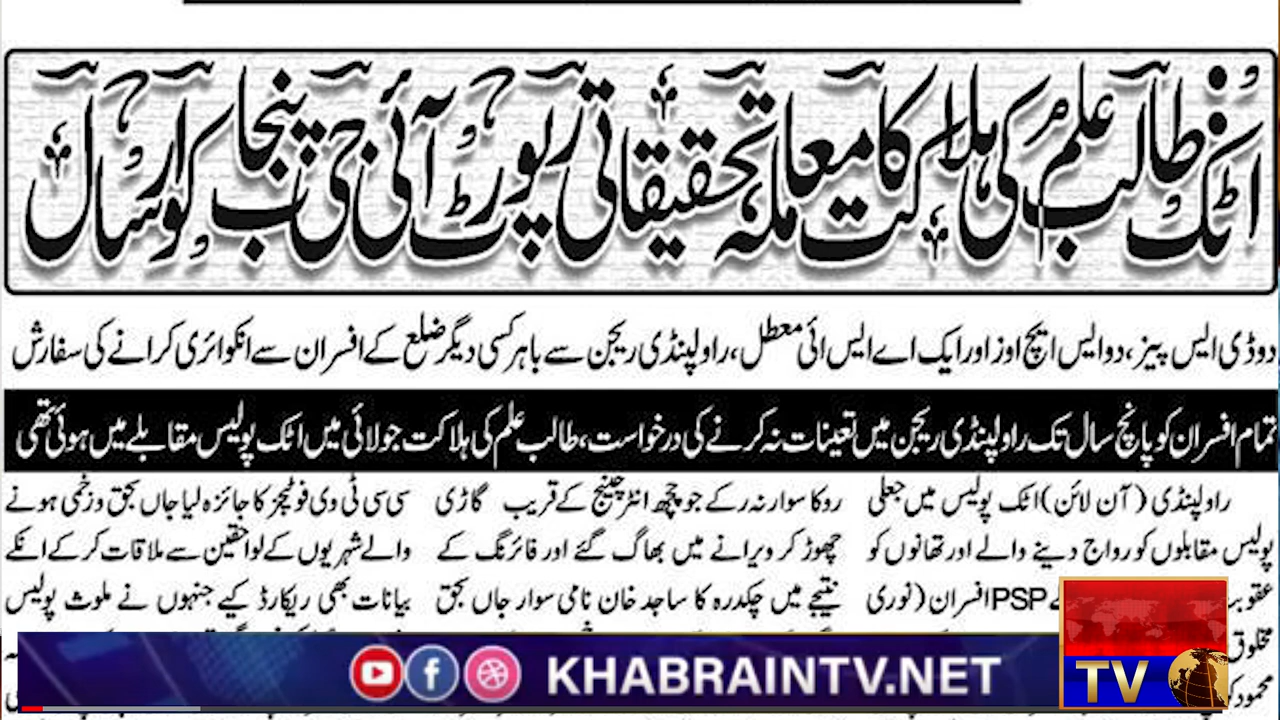 اٹک طالب علم کی ہلاکت کا معاملہ تحقیقاتی رپورٹ آئی جی پنجاب کو ارسال
دو ڈی ایس پیز، دو ایس ایچ اوز اور ایک اے ایس آئی معطل، راولپنڈی ریجن سے باہر کسی دیگر ضلع کے افسران سے انکوائری کرانے کی سفارش
تمام افسران کو پانچ سال تک راولپنڈی ریجن میں تعینات نہ کرنے کی درخواست، طالب علم کی ہلاکت جولائی میں اٹک پولیس مقابلے میں ہوئی تھی
راولپنڈی (آن لائن) اٹک پولیس میں جعلی
پولیس مقابلوں کو رواج دینے والے اور تھانوں کو
PSP افسران (نوری
مخلوق
روکا سوار نہ رکے جو چھچھ انٹرچینج کے قریب گاڑی
چھوڑ کر ویرانے میں بھاگ گئے اور فائرنگ کے
نتیجے میں چکدرہ کا ساجد خان نامی سوار جاں بحق
سی سی ٹی وی فوٹیجز کا جائزہ لیا جاں بحق و زخمی ہونے
والے شہریوں کے لواحقین سے ملاقات کر کے انکے
بیانات بھی ریکارڈ کیے جنہوں نے ملوث پولیس
KHABRAINTV.NET
TV